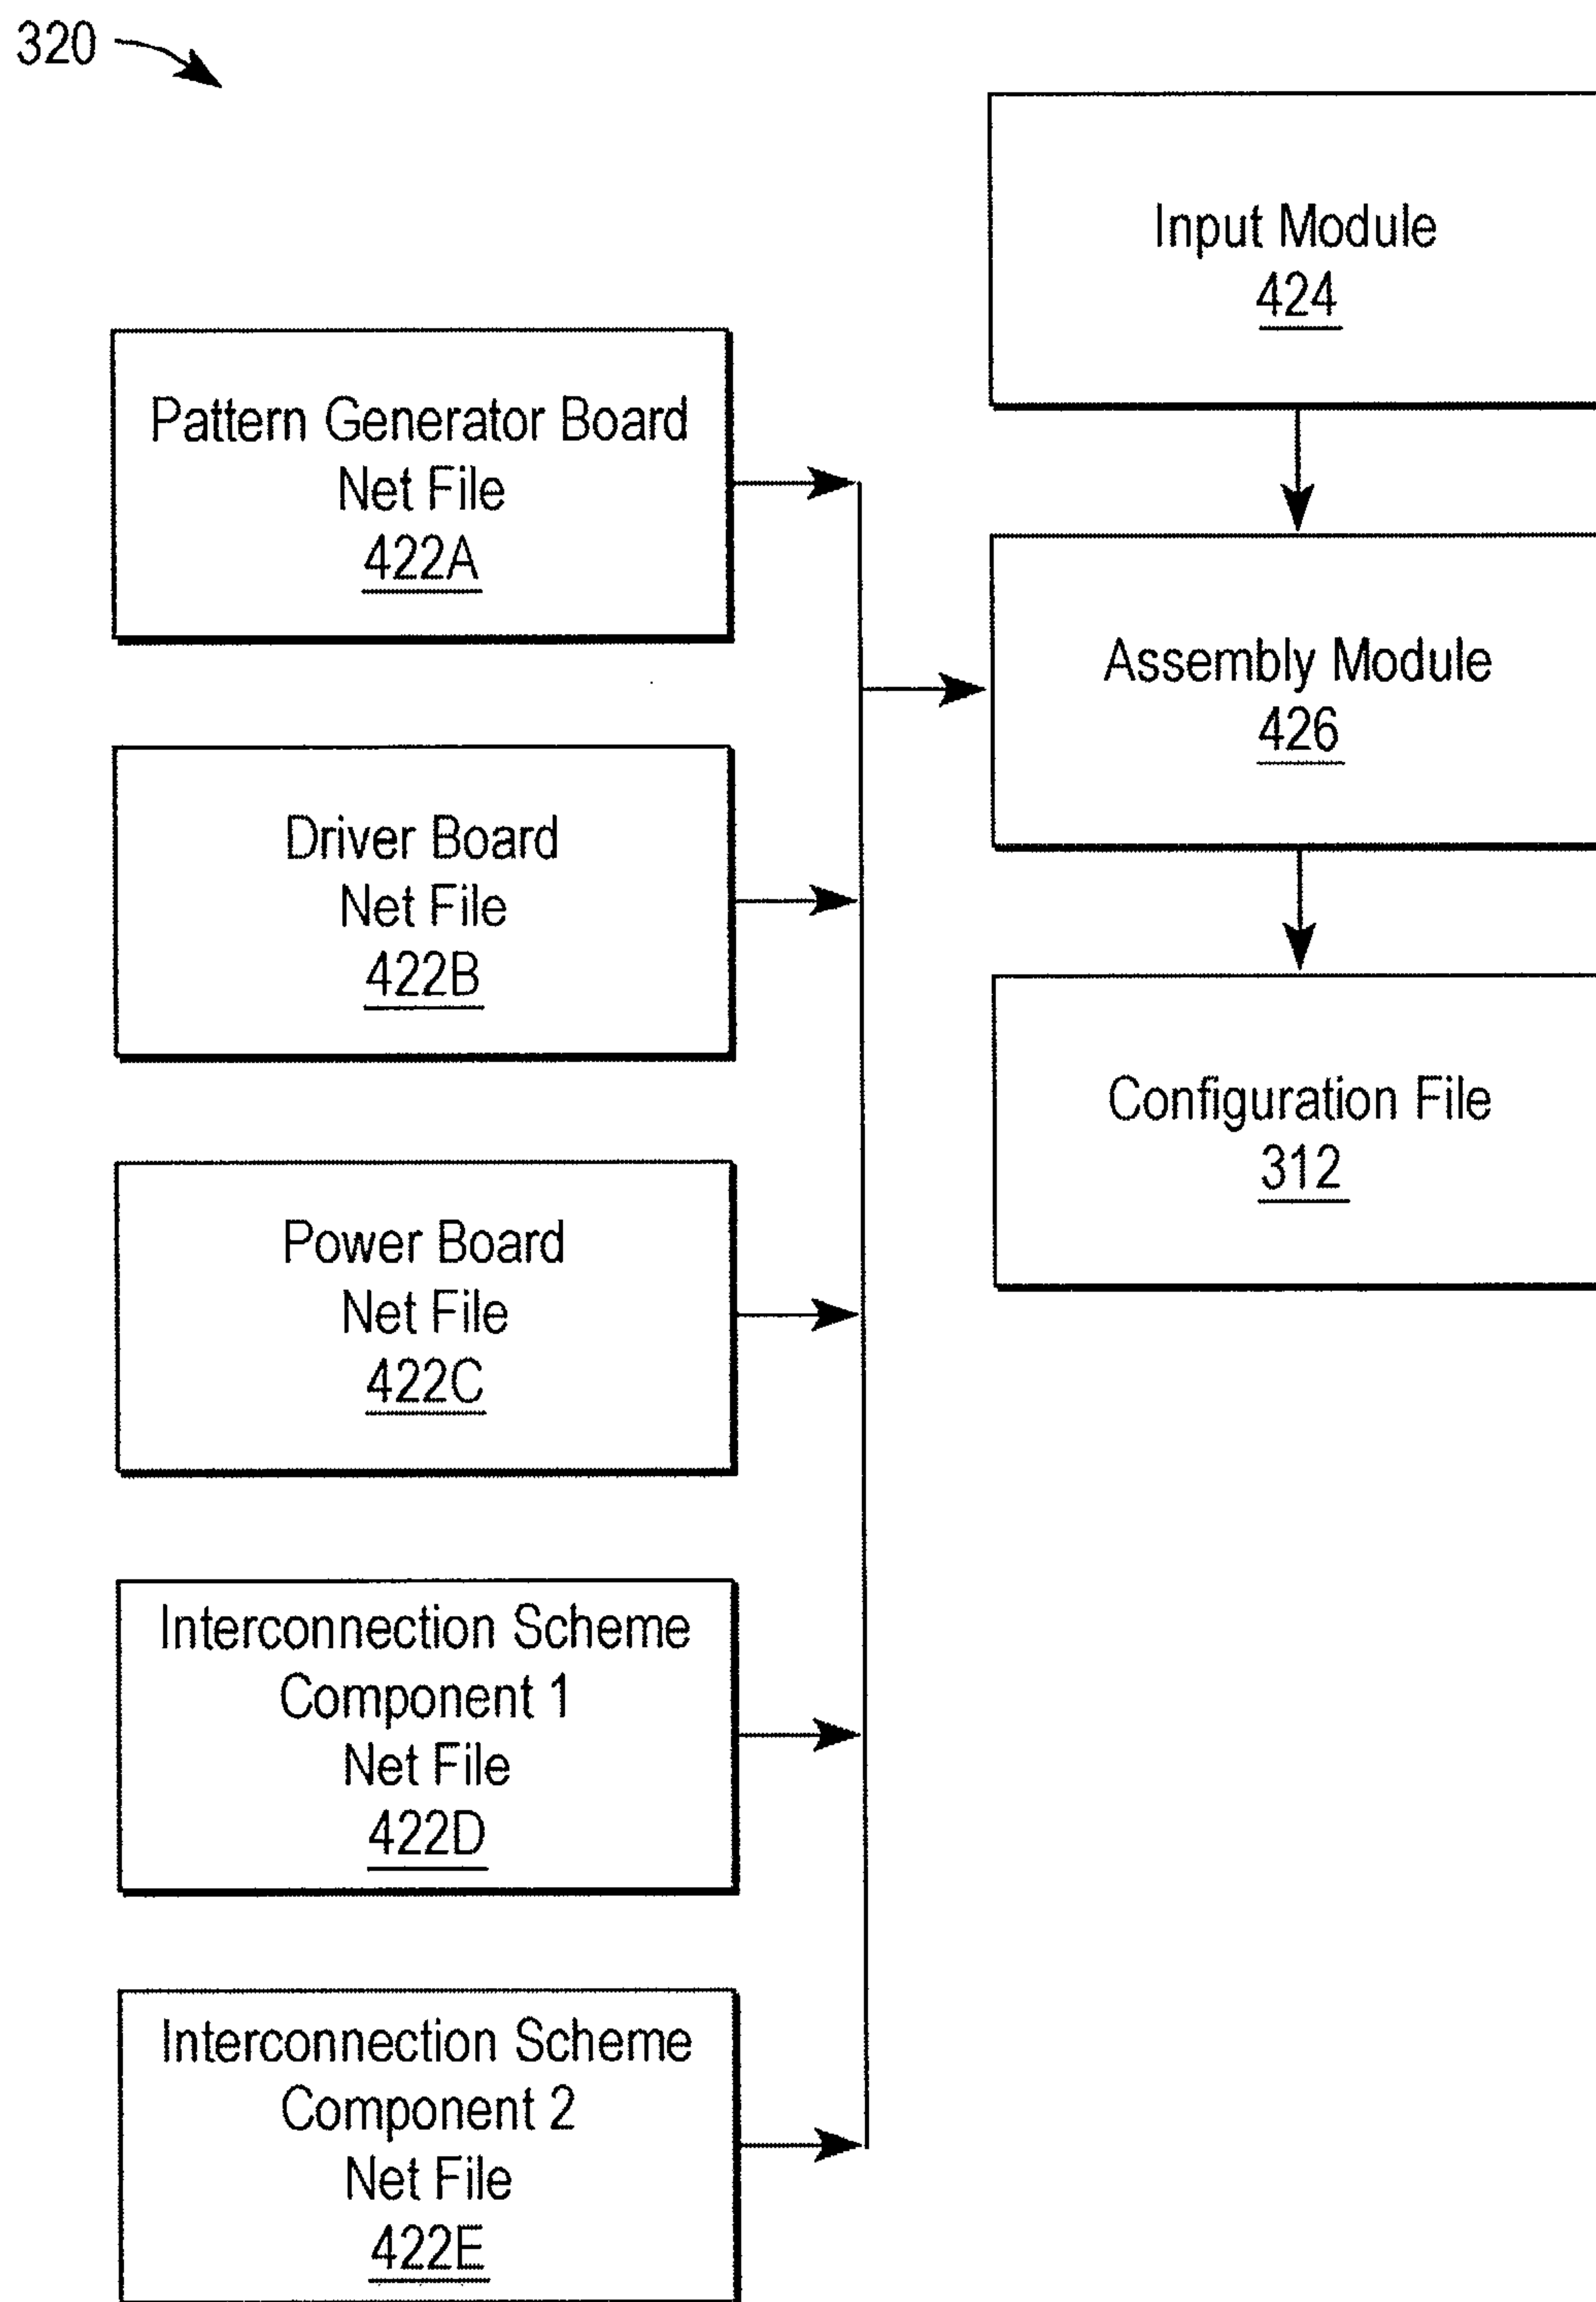 320
Input Module
424
Pattern Generator Board
Net File
422A
Assembly Module
426
Driver Board
Net File
422B
Configuration File
312
Power Board
Net File
422C
Interconnection Scheme
Component 1
Net File
422D
Interconnection Scheme
Component 2
Net File
422E